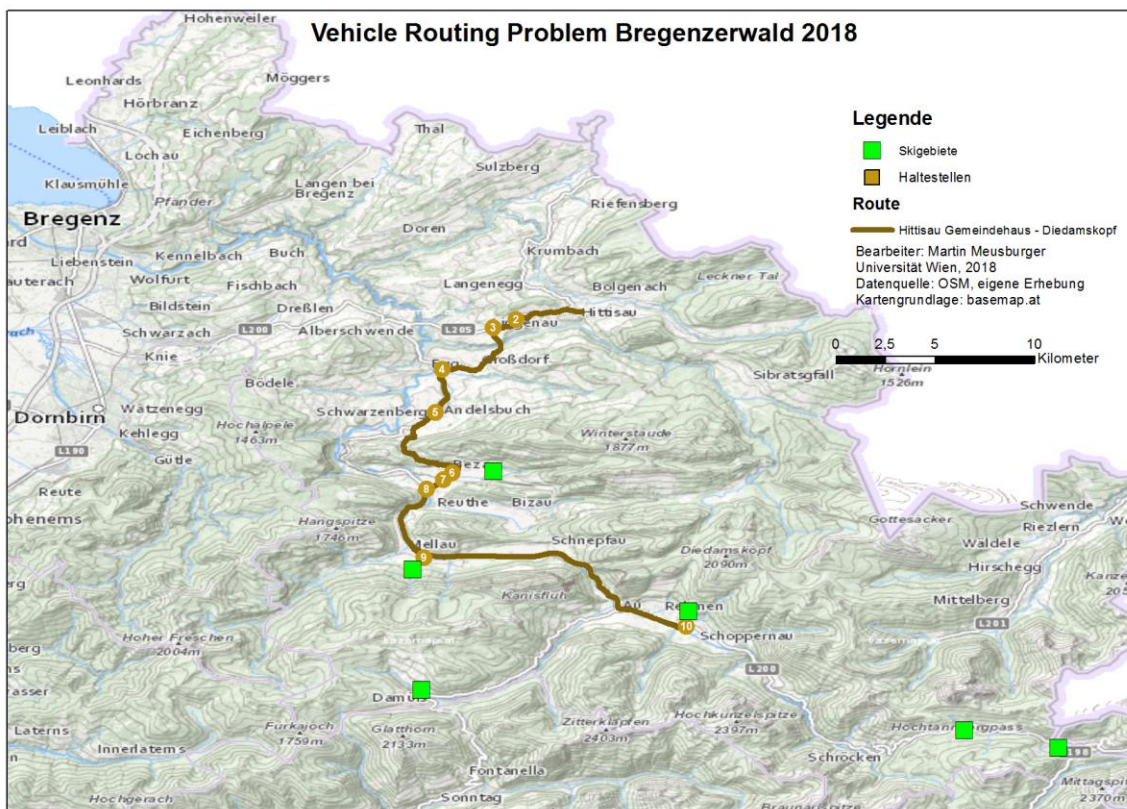 Vehicle Routing Problem Bregenzerwald 2018
Hohenweiler
Leonhards
Möggers
Hörbranz
Leiblach
Eichenberg
Thal
Lochau
Sulzberg
Klausmühle
Pfänder
Langen bei
Bregenz
Riefensberg
Bregenz
Doren
Kennelbach
Buch
Krumbach
Liebenstein
Leckner Tal
Wolfurt
Fischbach
Langenegg
Bolgenach
Bildstein
Dreßlen
Hittisau
Schwarzach
L200
Alberschwende
L205
3
2
Knie
4
Großdorf
Sibratsgfäll
Hornlein
1526m
Bödele
Dornbirn
Watzenegg
Schwarzenberg
5
Andelsbuch
Kehlegg
Hochälpele
1463m
Winterstaude
1877m
L190
Gütle
6
7
8
Reute
Reuthe
Bizau
Hangspitze
1746m
Gottesacker
Schwende
Riezlern
Mellau
9
Schnepfau
Diedamskopf
2090m
Waldele
Hirschegg
Kanisfluh
Au
Mittelberg
L201
Hoher Freschen
2004m
10
Schoppernau
L200
Damüls
Furkajoch
1759m
Glatthorn
2133m
Zitterklapfen
2403m
Hochkünzelspitze
2397m
Laterns
Innerlaterns
Schröcken
Fontanella
Sonntag
Hochgerach
Mittagspitze
2370m
Braunarlspitze
Legende
Skigebiete
Haltestellen
Route
Hittisau Gemeindehaus - Diedamskopf
Bearbeiter: Martin Meusburger
Universität Wien, 2018
Datenquelle: OSM, eigene Erhebung
Kartengrundlage: basemap.at
0 2,5 5 10
Kilometer